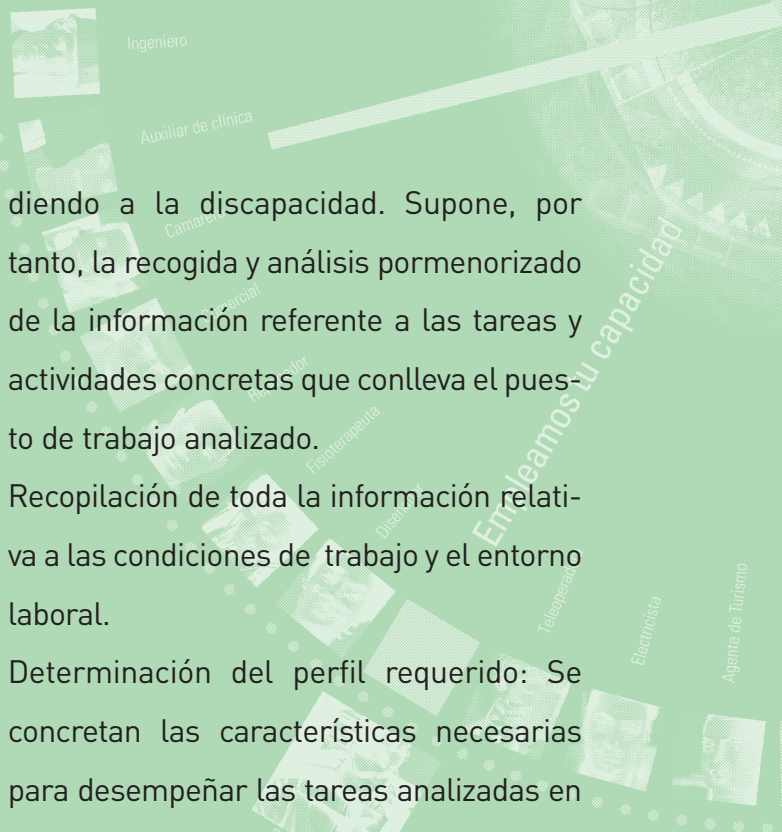 Ingeniero
Auxiliar de clínica
Camarero
Comercial
Fisioterapeuta
Diseñador
Teleoperador
Electricista
Agente de Turismo
Empleamos tu capacidad
diendo a la discapacidad. Supone, por
tanto, la recogida y análisis pormenorizado
de la información referente a las tareas y
actividades concretas que conlleva el pues-
to de trabajo analizado.
Recopilación de toda la información relati-
va a las condiciones de trabajo y el entorno
laboral.
Determinación del perfil requerido: Se
concretan las características necesarias
para desempeñar las tareas analizadas en